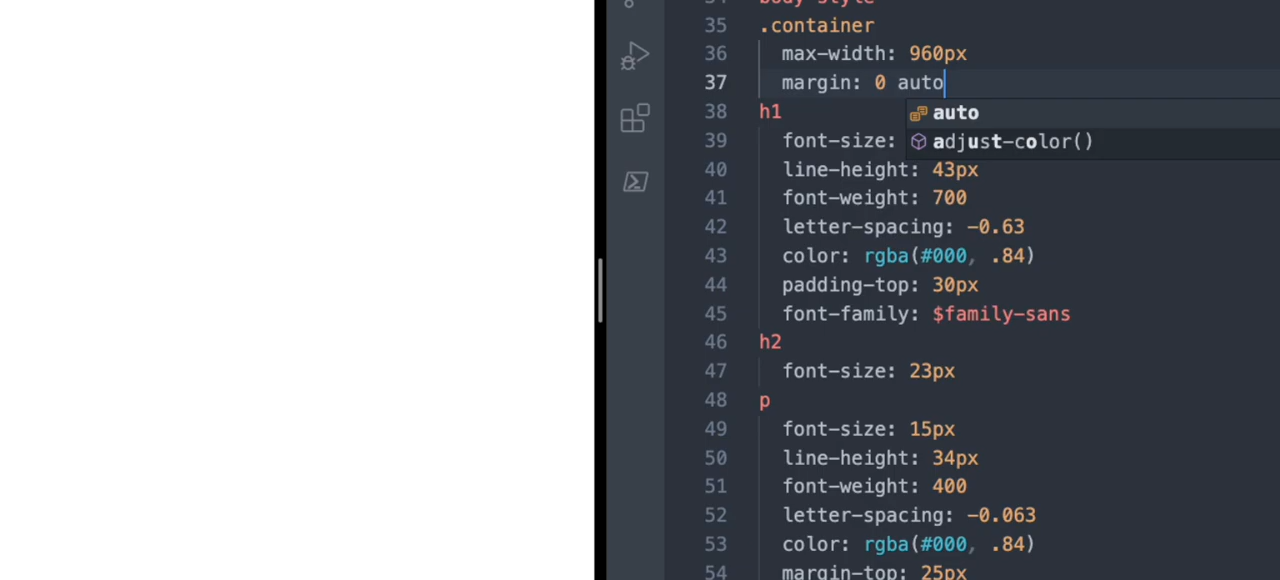 body-style
35 .container
36 max-width: 960px
37 margin: 0 auto
38 h1
auto
39 font-size:
adjust-color()
40 line-height: 43px
41 font-weight: 700
42 letter-spacing: -0.63
43 color: rgba(#000, .84)
44 padding-top: 30px
45 font-family: $family-sans
46 h2
47 font-size: 23px
48 p
49 font-size: 15px
50 line-height: 34px
51 font-weight: 400
52 letter-spacing: -0.063
53 color: rgba(#000, .84)
54 margin-top: 25px